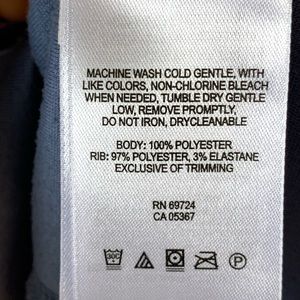 MACHINE WASH COLD GENTLE, WITH
LIKE COLORS, NON-CHLORINE BLEACH
WHEN NEEDED, TUMBLE DRY GENTLE
LOW, REMOVE PROMPTLY,
DO NOT IRON, DRYCLEANABLE
BODY: 100% POLYESTER
RIB: 97% POLYESTER, 3% ELASTANE
EXCLUSIVE OF TRIMMING
RN 69724
CA 05367
30C P